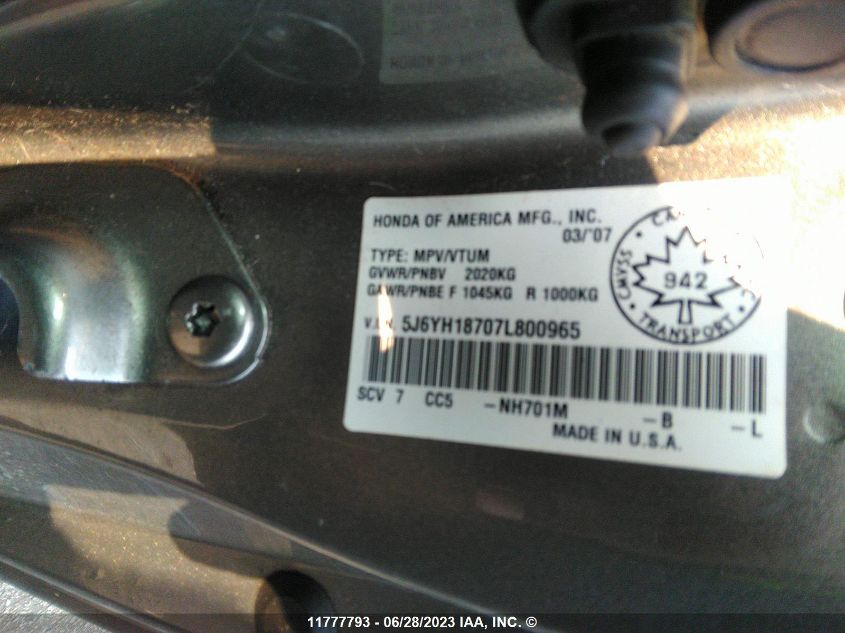 HONDA OF AMERICA MFG., INC.
03/'07
TYPE: MPV/VTUM
GVWR/PNBV 2020KG
GAWR/PNBE F 1045KG R 1000KG
V.I.N. 5J6YH18707L800965
CMVSS
942
TRANSPORT
SCV 7 CC5 -NH701M -B -L
MADE IN U.S.A.
11777793 - 06/28/2023 IAA, INC. ©